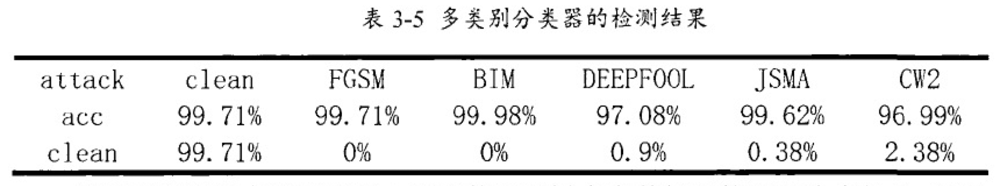 表 3-5 多类别分类器的检测结果
attack clean FGSM BIM DEEPFOOL JSMA CW2
acc 99.71% 99.71% 99.98% 97.08% 99.62% 96.99%
clean 99.71% 0% 0% 0.9% 0.38% 2.38%